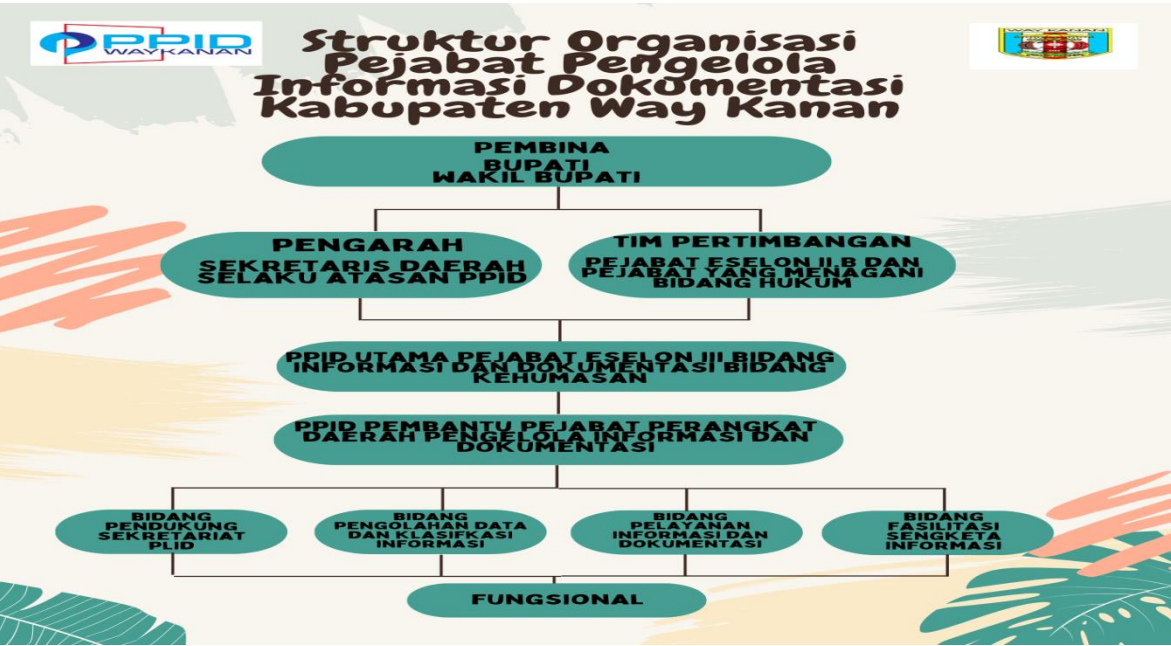 PPID
WAYKANAN
Struktur Organisasi
Pejabat Pengelola
Informasi Dokumentasi
Kabupaten Way Kanan
WAY KANAN
PEMBINA
BUPATI
WAKIL BUPATI
PENGARAH
SEKRETARIS DAERAH
SELAKU ATASAN PPID
TIM PERTIMBANGAN
PEJABAT ESELON II.B DAN
PEJABAT YANG MENAGANI
BIDANG HUKUM
PPID UTAMA PEJABAT ESELON III BIDANG
INFORMASI DAN DOKUMENTASI BIDANG
KEHUMASAN
PPID PEMBANTU PEJABAT PERANGKAT
DAERAH PENGELOLA INFORMASI DAN
DOKUMENTASI
BIDANG
PENDUKUNG
SEKRETARIAT
PLID
BIDANG
PENGOLAHAN DATA
DAN KLASIFKASI
INFORMASI
BIDANG
PELAYANAN
INFORMASI DAN
DOKUMENTASI
BIDANG
FASILITASI
SENGKETA
INFORMASI
FUNGSIONAL